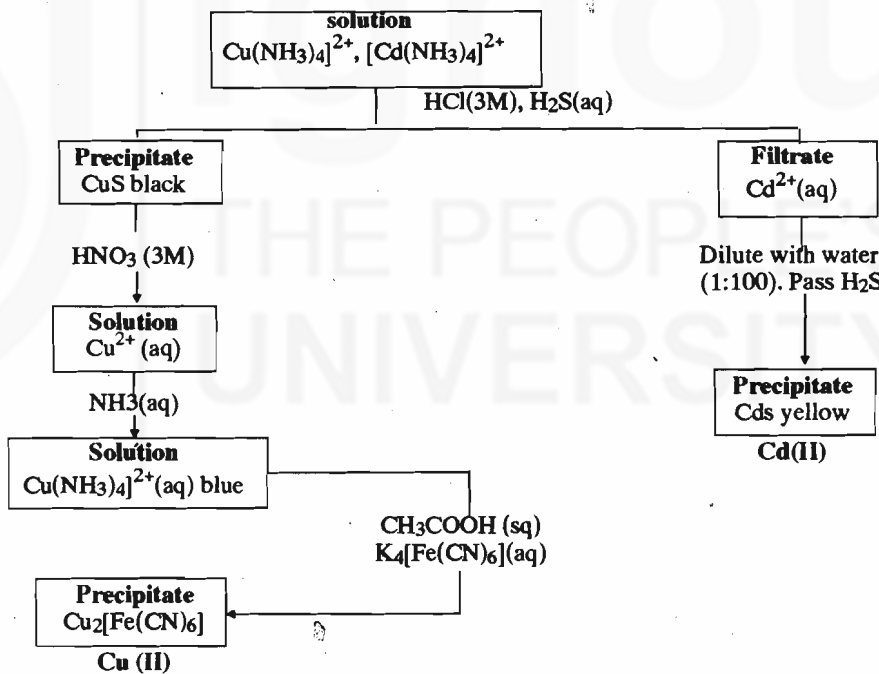 solution
Cu(NH3)4]2+, [Cd(NH3)4]2+
HCl(3M), H2S(aq)
Precipitate
CuS black
Filtrate
Cd2+(aq)
HNO3 (3M)
Dilute with water
(1:100). Pass H2S
Solution
Cu2+ (aq)
NH3(aq)
Precipitate
Cds yellow
Cd(II)
Solution
Cu(NH3)4]2+(aq) blue
CH3COOH (sq)
K4[Fe(CN)6](aq)
Precipitate
Cu2[Fe(CN)6]
Cu (II)
THE PEOPLE'S
UNIVERSITY